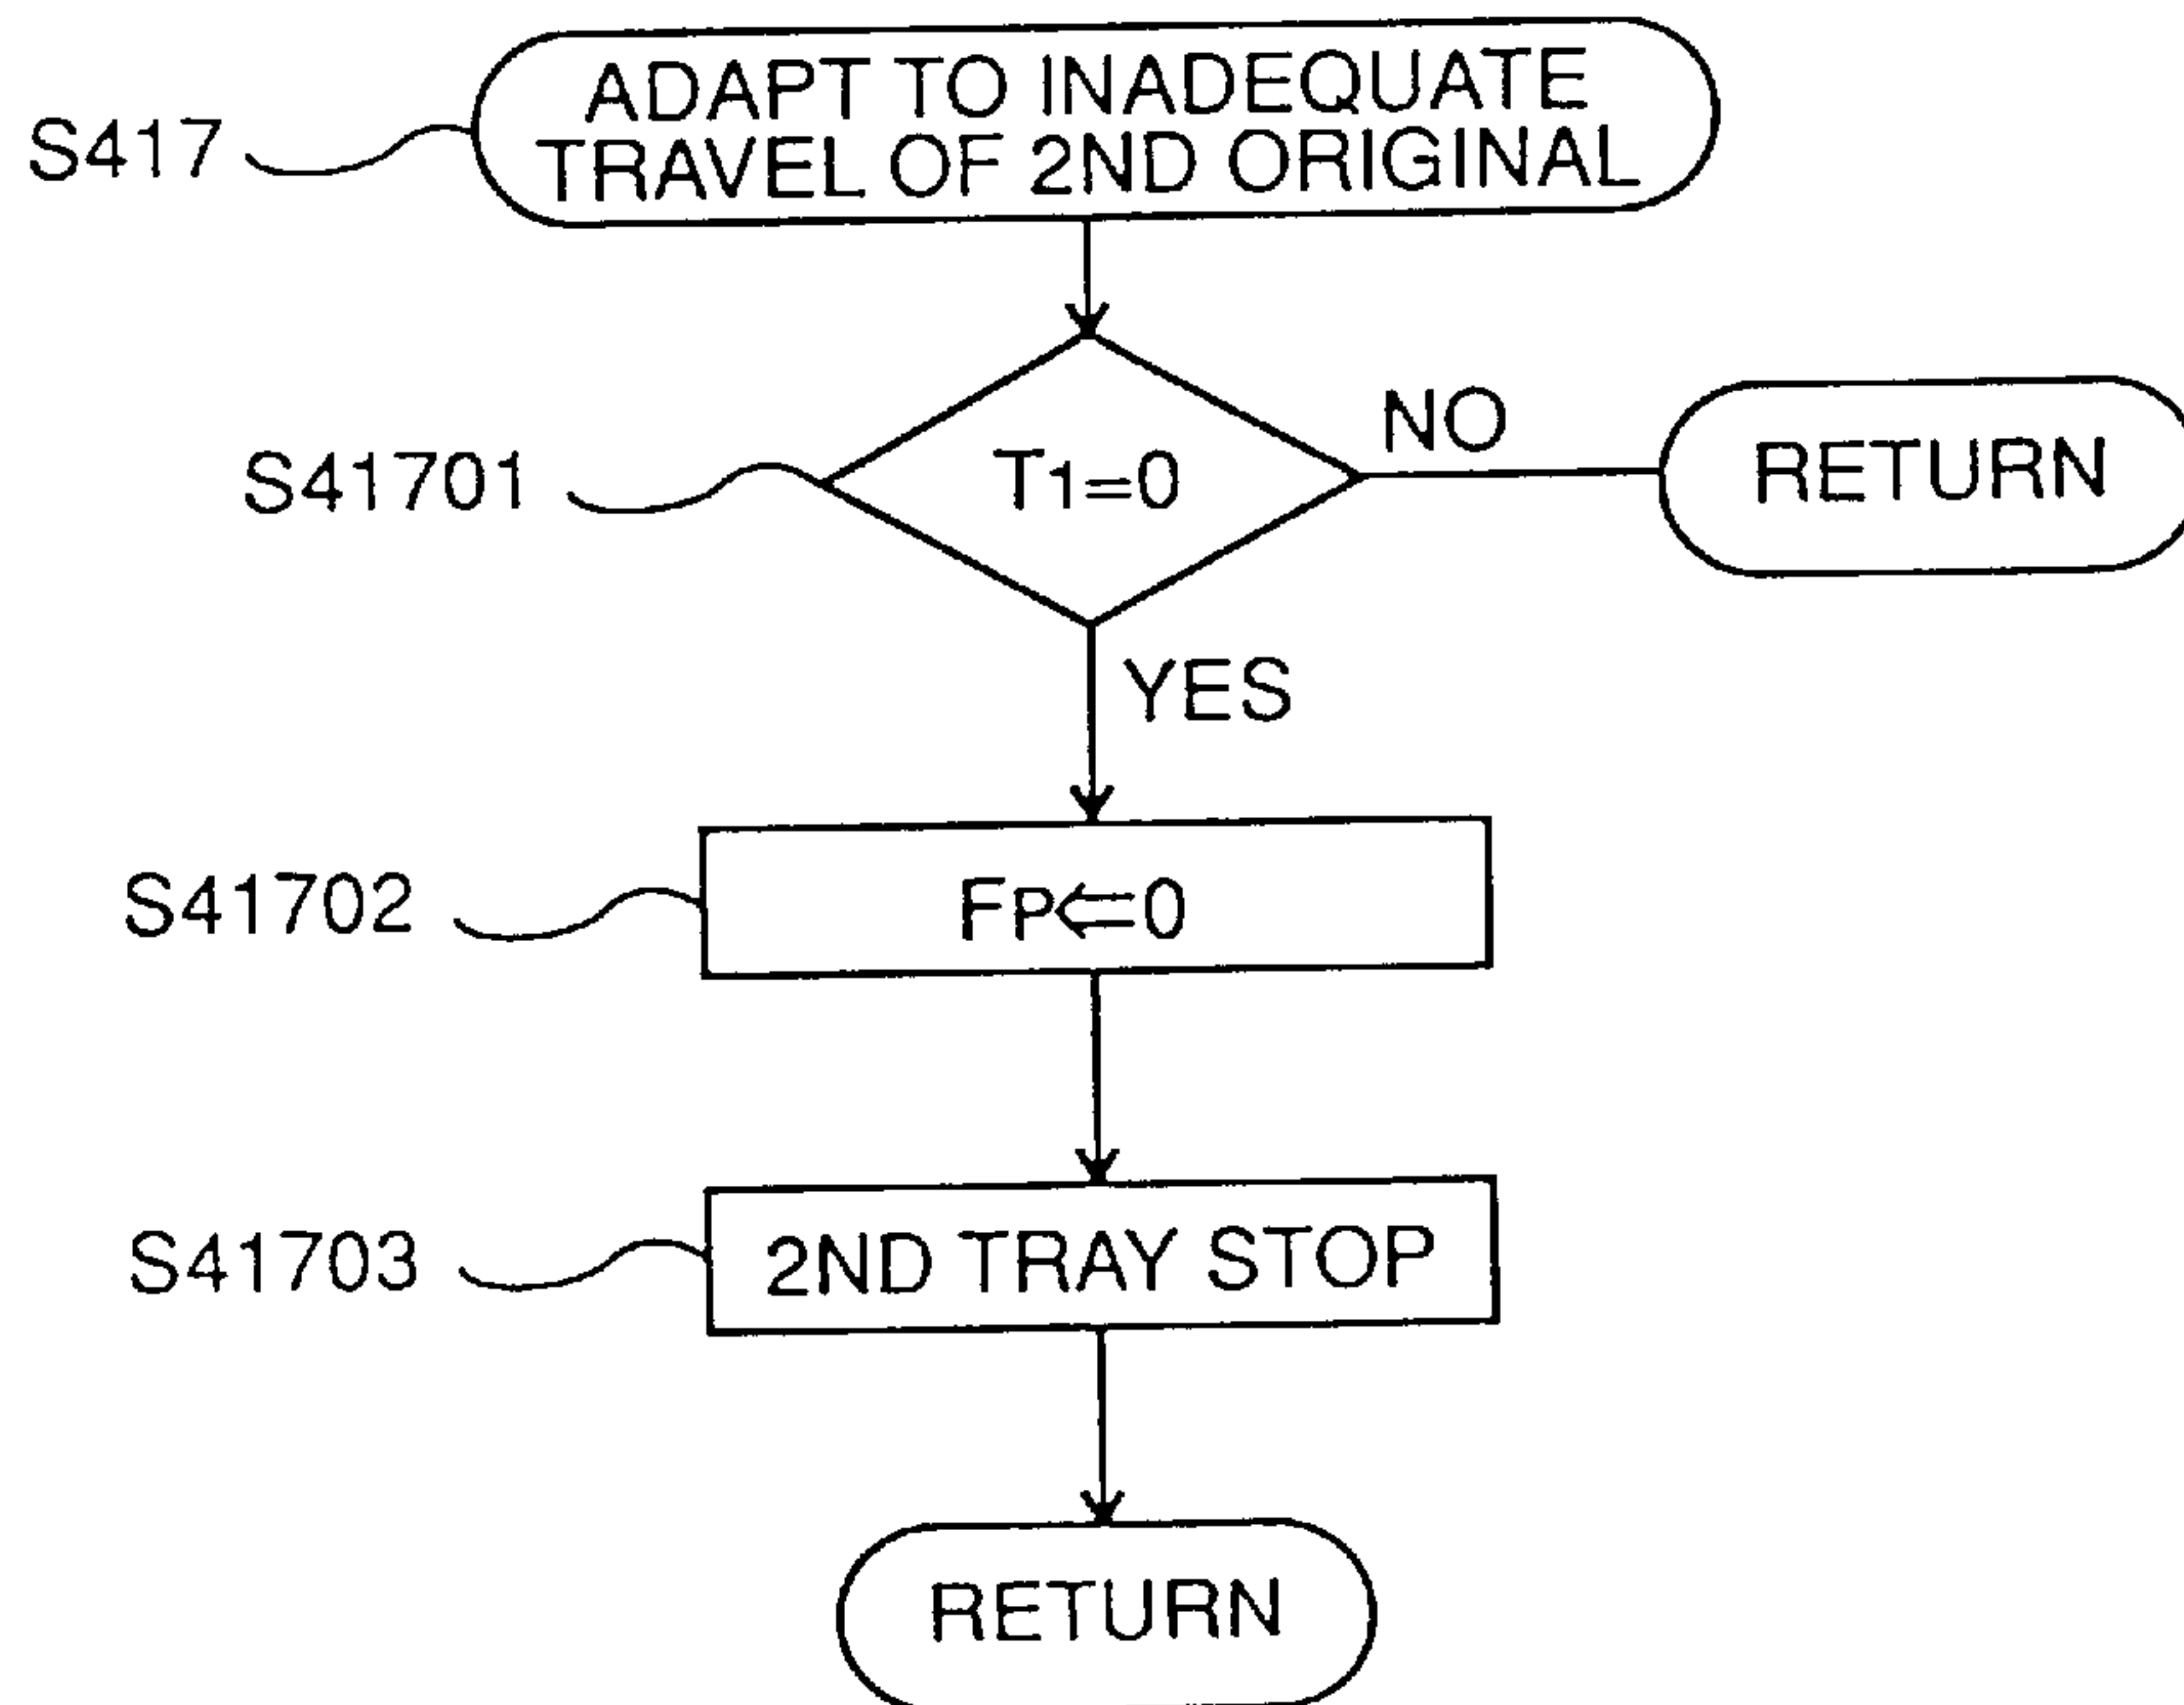 S417
ADAPT TO INADEQUATE
TRAVEL OF 2ND ORIGINAL
S41701
T1=0
NO
RETURN
YES
S41702
FP⇐0
S41703
2ND TRAY STOP
RETURN